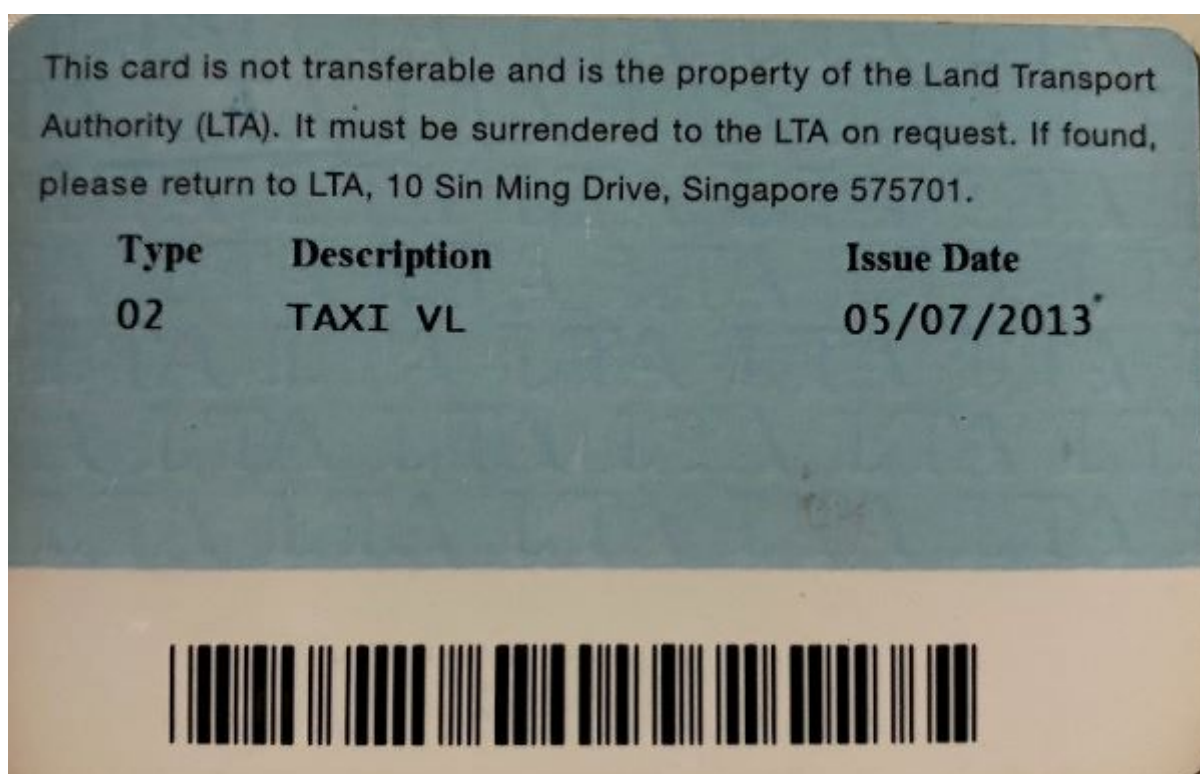 This card is not transferable and is the property of the Land Transport
Authority (LTA). It must be surrendered to the LTA on request. If found,
please return to LTA, 10 Sin Ming Drive, Singapore 575701.
Type Description Issue Date
02 TAXI VL 05/07/2013